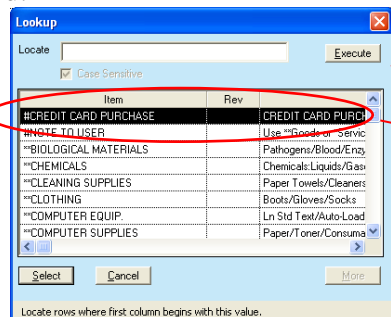 Lookup
Locate Execute
Case Sensitive
Item Rev
#CREDIT CARD PURCHASE CREDIT CARD PURCH
#NOTE TO USER Use **Goods or Servic
**BIOLOGICAL MATERIALS Pathogens/Blood/Enzy
**CHEMICALS Chemicals:Liquids/Gase
**CLEANING SUPPLIES Paper Towels/Cleaners
**CLOTHING Boots/Gloves/Socks
**COMPUTER EQUIP. Ln Std Text/Auto-Load
**COMPUTER SUPPLIES Paper/Toner/Consuma
Select Cancel More
Locate rows where first column begins with this value.